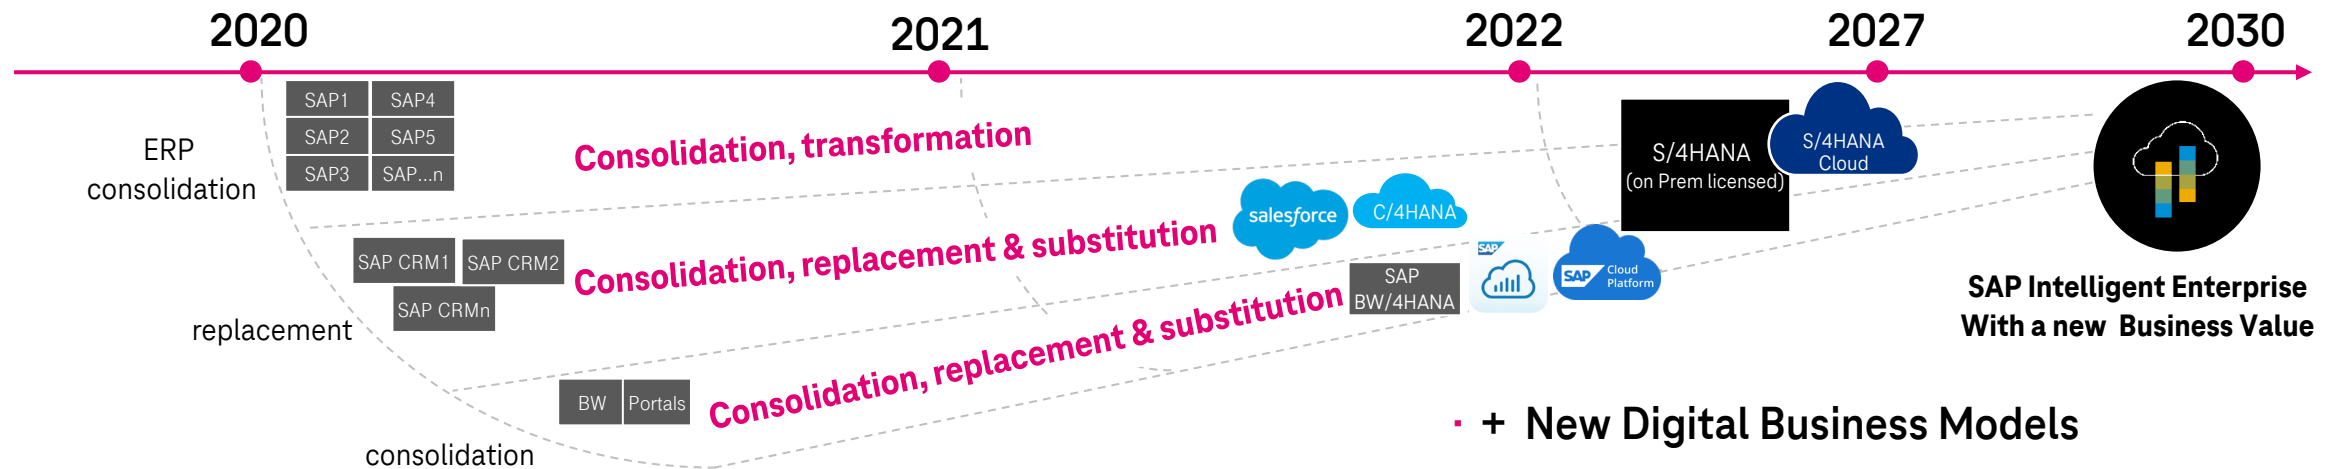 2020
2021
2022
2027
2030
ERP
consolidation
SAP1
SAP4
SAP2
SAP5
SAP3
SAP...n
Consolidation, transformation
S/4HANA
(on Prem licensed)
S/4HANA
Cloud
replacement
SAP CRM1
SAP CRM2
SAP CRMn
Consolidation, replacement & substitution
salesforce
C/4HANA
consolidation
BW
Portals
Consolidation, replacement & substitution
SAP
BW/4HANA
SAP
SAP
Cloud
Platform
SAP Intelligent Enterprise
With a new Business Value
+ New Digital Business Models